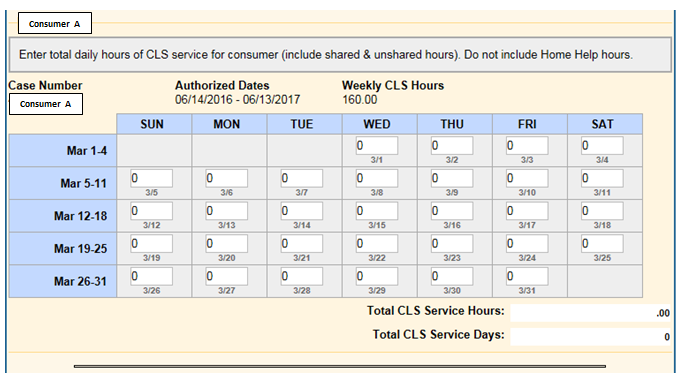 Consumer A
Enter total daily hours of CLS service for consumer (include shared & unshared hours). Do not include Home Help hours.
Case Number Authorized Dates Weekly CLS Hours
Consumer A 06/14/2016 - 06/13/2017 160.00
SUN MON TUE WED THU FRI SAT
Mar 1-4 0 0 0 0
3/1 3/2 3/3 3/4
Mar 5-11 0 0 0 0 0 0 0
3/5 3/6 3/7 3/8 3/9 3/10 3/11
Mar 12-18 0 0 0 0 0 0 0
3/12 3/13 3/14 3/15 3/16 3/17 3/18
Mar 19-25 0 0 0 0 0 0 0
3/19 3/20 3/21 3/22 3/23 3/24 3/25
Mar 26-31 0 0 0 0 0 0
3/26 3/27 3/28 3/29 3/30 3/31
Total CLS Service Hours: .00
Total CLS Service Days: 0